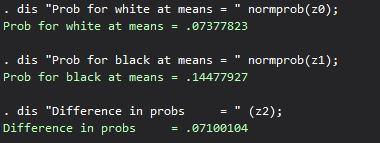 . dis "Prob for white at means = " normprob(z0);
Prob for white at means = .07377823
. dis "Prob for black at means = " normprob(z1);
Prob for black at means = .14477927
. dis "Difference in probs     = " (z2);
Difference in probs     = .07100104